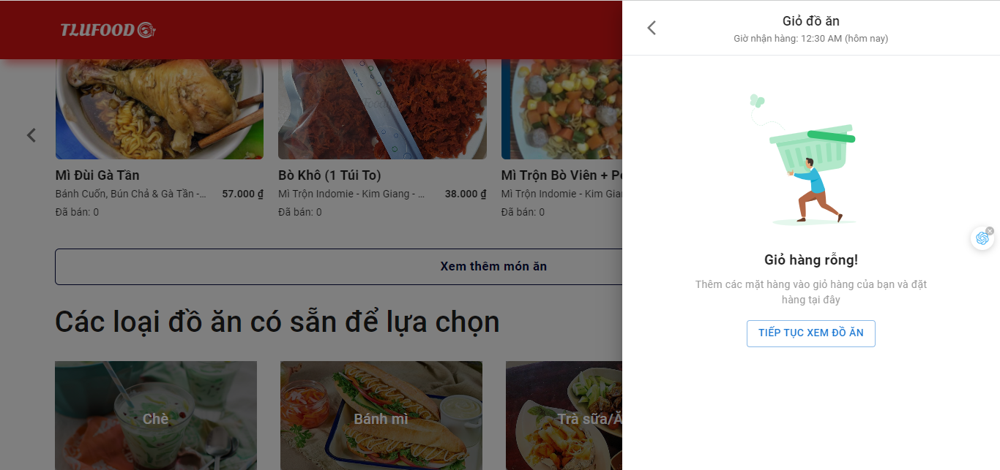 TLUFOOD
Mì Đùi Gà Tần
Bánh Cuốn, Bún Chả & Gà Tần -...
57.000 ₫
Đã bán: 0
Bò Khô (1 Túi To)
Mì Trộn Indomie - Kim Giang - ...
38.000 ₫
Đã bán: 0
Mì Trộn Bò Viên +
Mì Trộn Indomie - Kim
Đã bán: 0
Xem thêm món ăn
Các loại đồ ăn có sẵn để lựa chọn
Chè
Bánh mì
Trà sữa/Ă
Giỏ đồ ăn
Giờ nhận hàng: 12:30 AM (hôm nay)
Giỏ hàng rỗng!
Thêm các mặt hàng vào giỏ hàng của bạn và đặt
hàng tại đây
TIẾP TỤC XEM ĐỒ ĂN